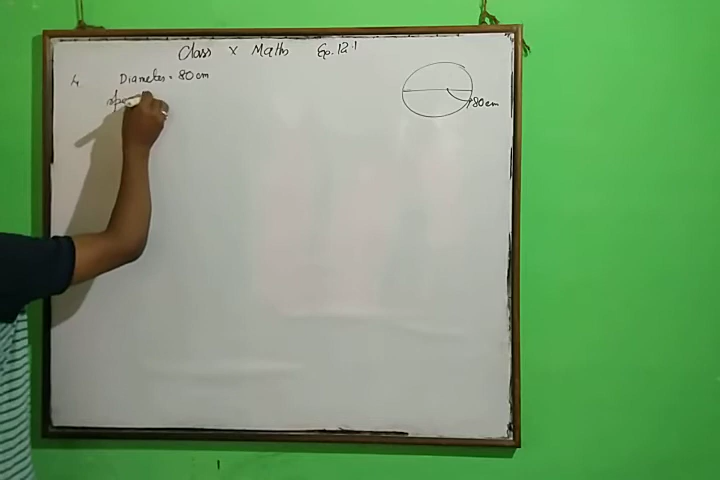 Class X Maths Ex. 12.1
4. Diameter = 80 cm
80 cm